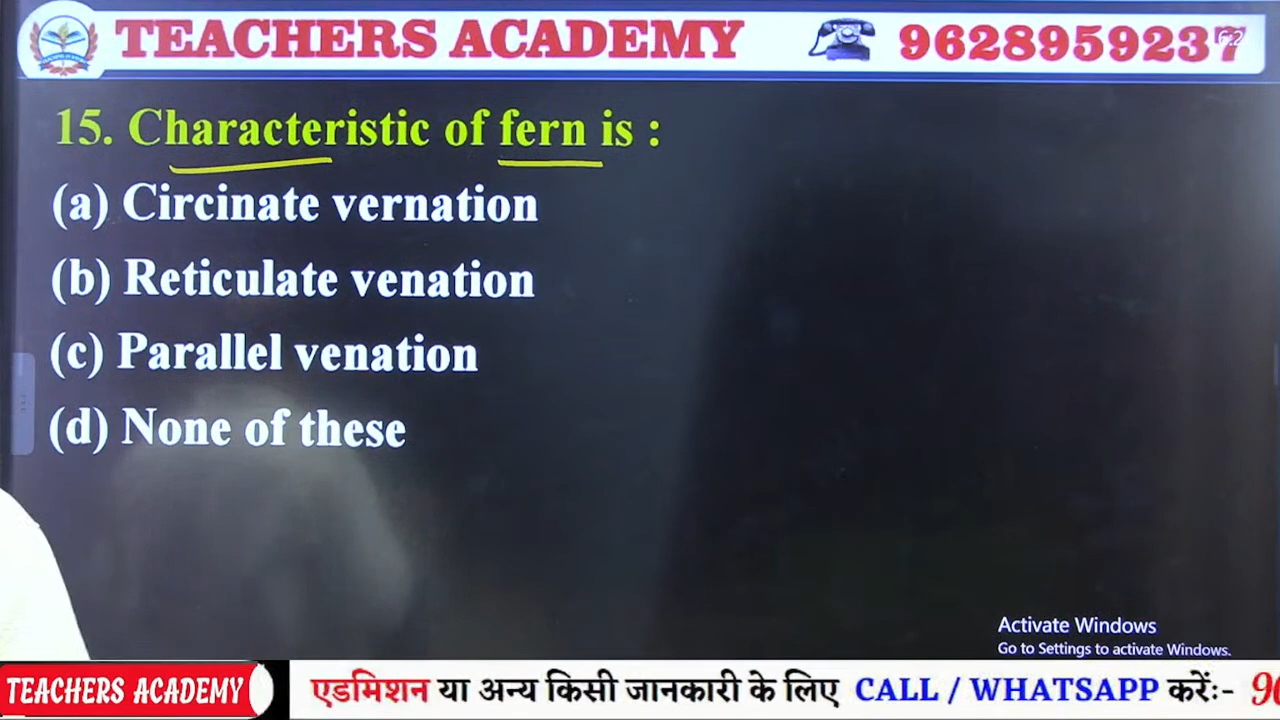 TEACHERS ACADEMY
9628959237
15. Characteristic of fern is :
(a) Circinate vernation
(b) Reticulate venation
(c) Parallel venation
(d) None of these
Activate Windows
Go to Settings to activate Windows.
TEACHERS ACADEMY
एडमिशन या अन्य किसी जानकारी के लिए CALL / WHATSAPP करेंः- 96